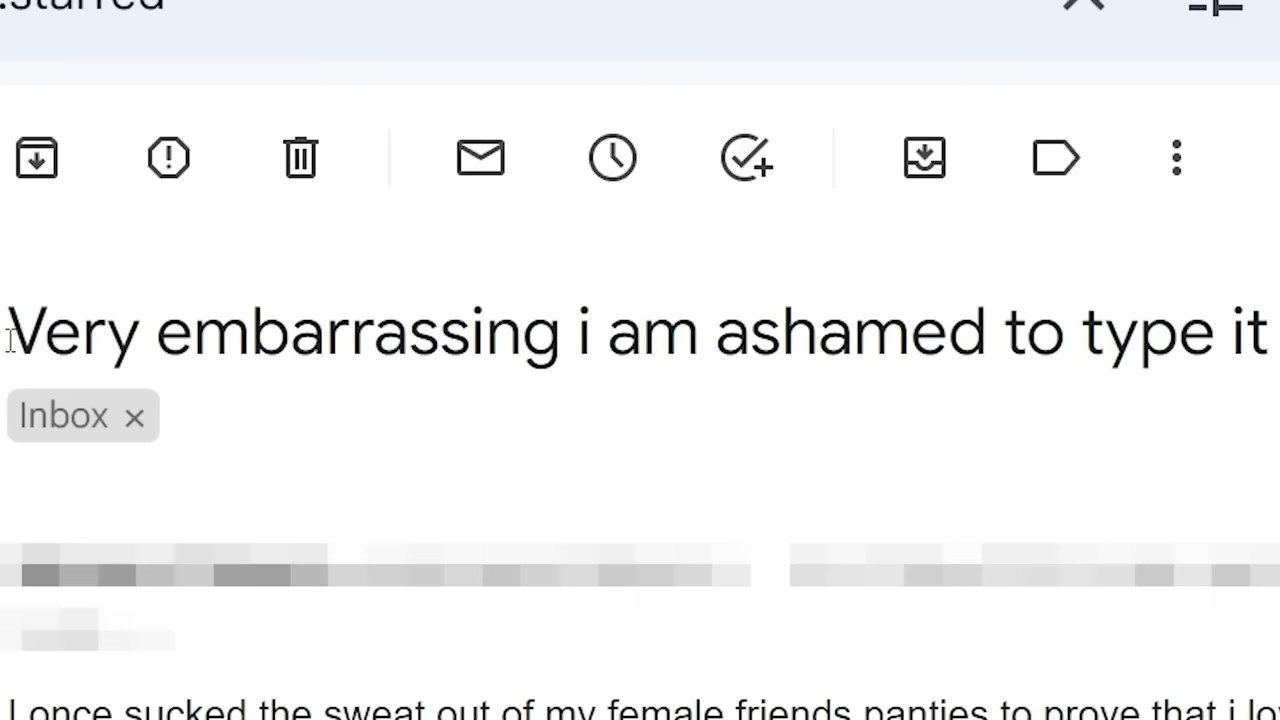 :starred
Very embarrassing i am ashamed to type it
Inbox ×
I once sucked the sweat out of my female friends panties to prove that i lov